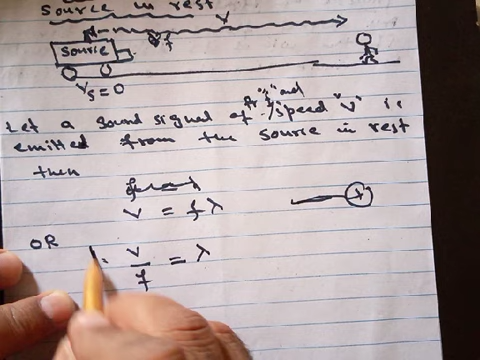 Source in rest
V
f
Source
Vs = 0
Let a sound signal of fr "f" and speed "V" is
emitted from the source in rest
then
v = fλ
OR
v/f = λ